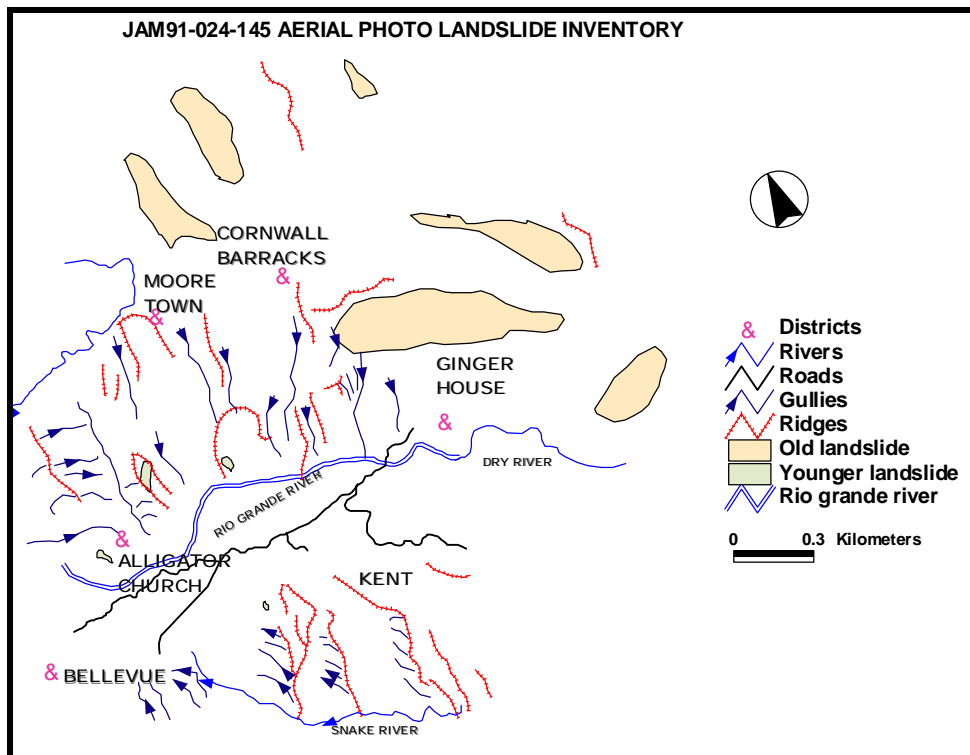 JAM91-024-145 AERIAL PHOTO LANDSLIDE INVENTORY
CORNWALL
BARRACKS
&
MOORE
TOWN
&
GINGER
HOUSE
&
DRY RIVER
RIO GRANDE RIVER
&
ALLIGATOR
CHURCH
KENT
& BELLEVUE
SNAKE RIVER
& Districts
Rivers
Roads
Gullies
Ridges
Old landslide
Younger landslide
Rio grande river
0 0.3 Kilometers